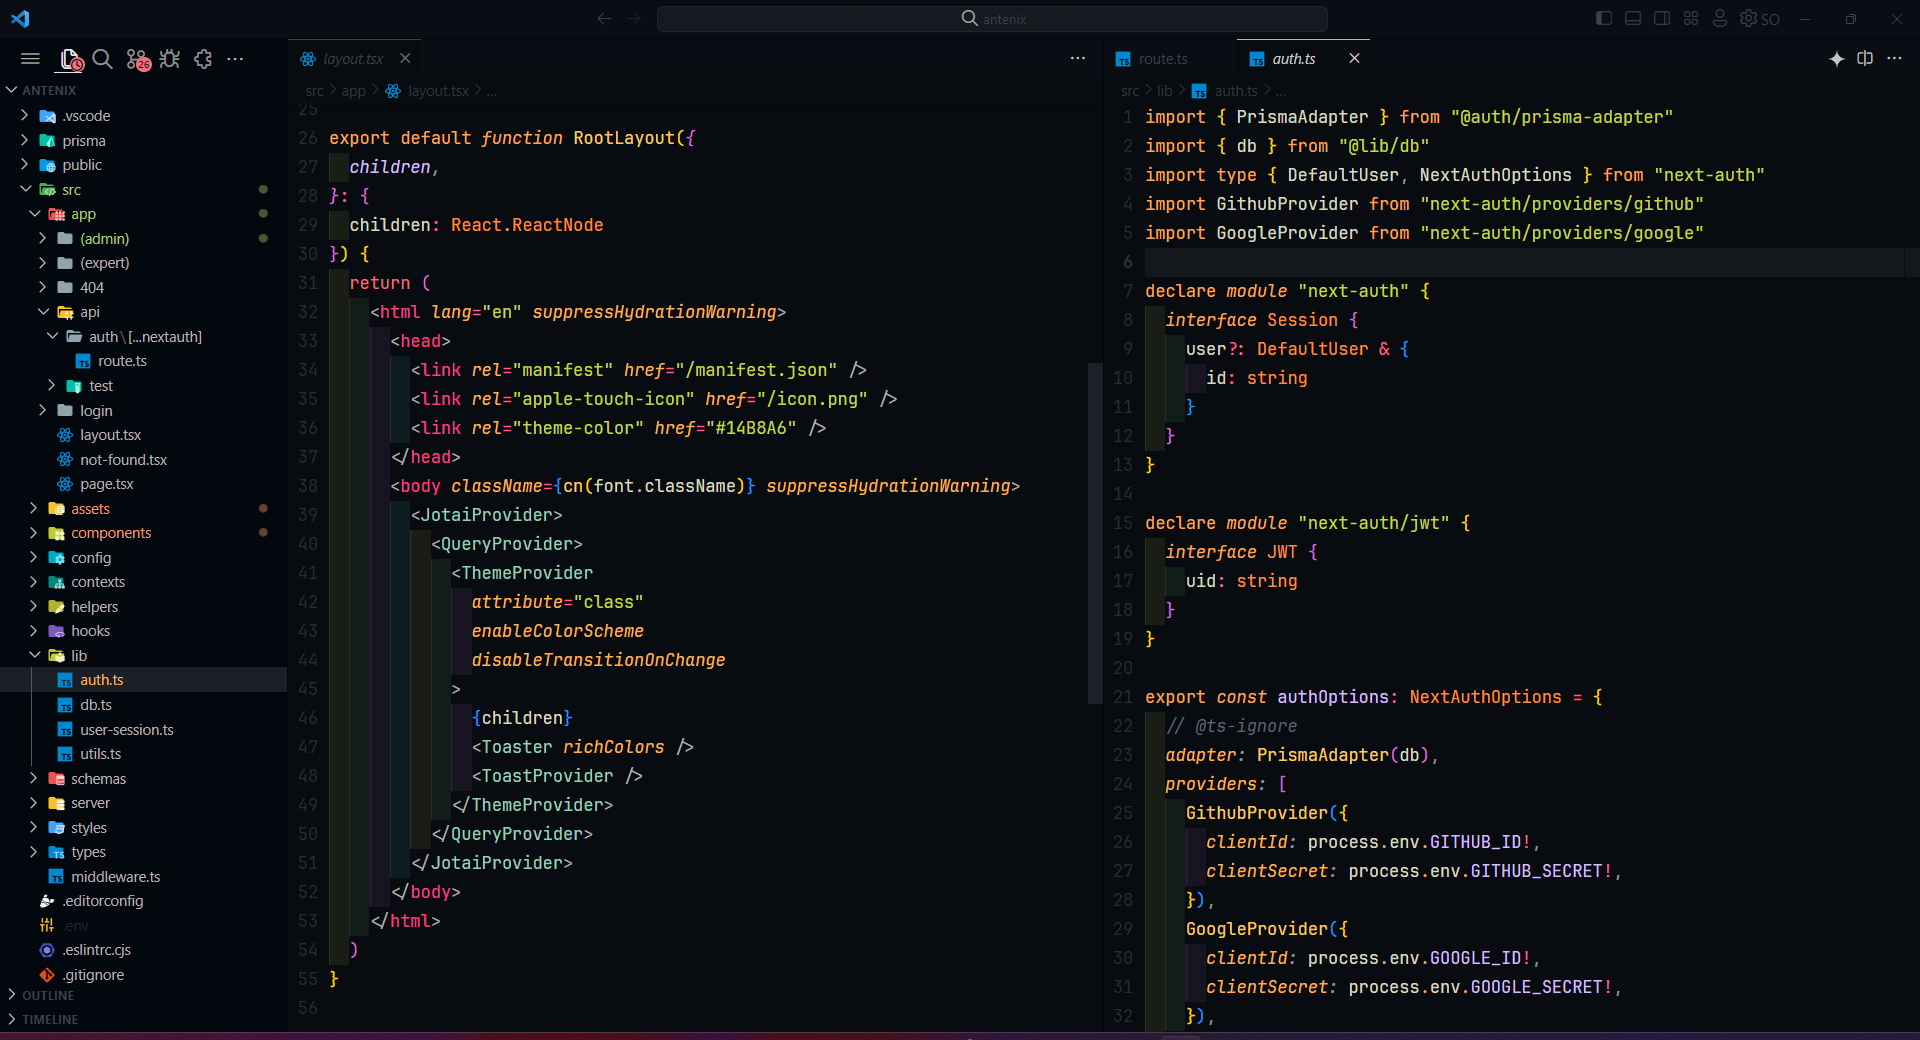 antenix
SO
26
ANTENIX
.vscode
prisma
public
src
app
(admin)
(expert)
404
api
auth\[...nextauth]
route.ts
test
login
layout.tsx
not-found.tsx
page.tsx
assets
components
config
contexts
helpers
hooks
lib
auth.ts
db.ts
user-session.ts
utils.ts
schemas
server
styles
types
middleware.ts
.editorconfig
.env
.eslintrc.cjs
.gitignore
OUTLINE
TIMELINE
layout.tsx
src > app > layout.tsx > ...
25
26 export default function RootLayout({
27 children,
28 }: {
29 children: React.ReactNode
30 }) {
31 return (
32 <html lang="en" suppressHydrationWarning>
33 <head>
34 <link rel="manifest" href="/manifest.json" />
35 <link rel="apple-touch-icon" href="/icon.png" />
36 <link rel="theme-color" href="#14B8A6" />
37 </head>
38 <body className={cn(font.className)} suppressHydrationWarning>
39 <JotaiProvider>
40 <QueryProvider>
41 <ThemeProvider
42 attribute="class"
43 enableColorScheme
44 disableTransitionOnChange
45 >
46 {children}
47 <Toaster richColors />
48 <ToastProvider />
49 </ThemeProvider>
50 </QueryProvider>
51 </JotaiProvider>
52 </body>
53 </html>
54 )
55 }
56
route.ts
auth.ts
src > lib > auth.ts > ...
1 import { PrismaAdapter } from "@auth/prisma-adapter"
2 import { db } from "@lib/db"
3 import type { DefaultUser, NextAuthOptions } from "next-auth"
4 import GithubProvider from "next-auth/providers/github"
5 import GoogleProvider from "next-auth/providers/google"
6
7 declare module "next-auth" {
8 interface Session {
9 user?: DefaultUser & {
10 id: string
11 }
12 }
13 }
14
15 declare module "next-auth/jwt" {
16 interface JWT {
17 uid: string
18 }
19 }
20
21 export const authOptions: NextAuthOptions = {
22 // @ts-ignore
23 adapter: PrismaAdapter(db),
24 providers: [
25 GithubProvider({
26 clientId: process.env.GITHUB_ID!,
27 clientSecret: process.env.GITHUB_SECRET!,
28 }),
29 GoogleProvider({
30 clientId: process.env.GOOGLE_ID!,
31 clientSecret: process.env.GOOGLE_SECRET!,
32 }),